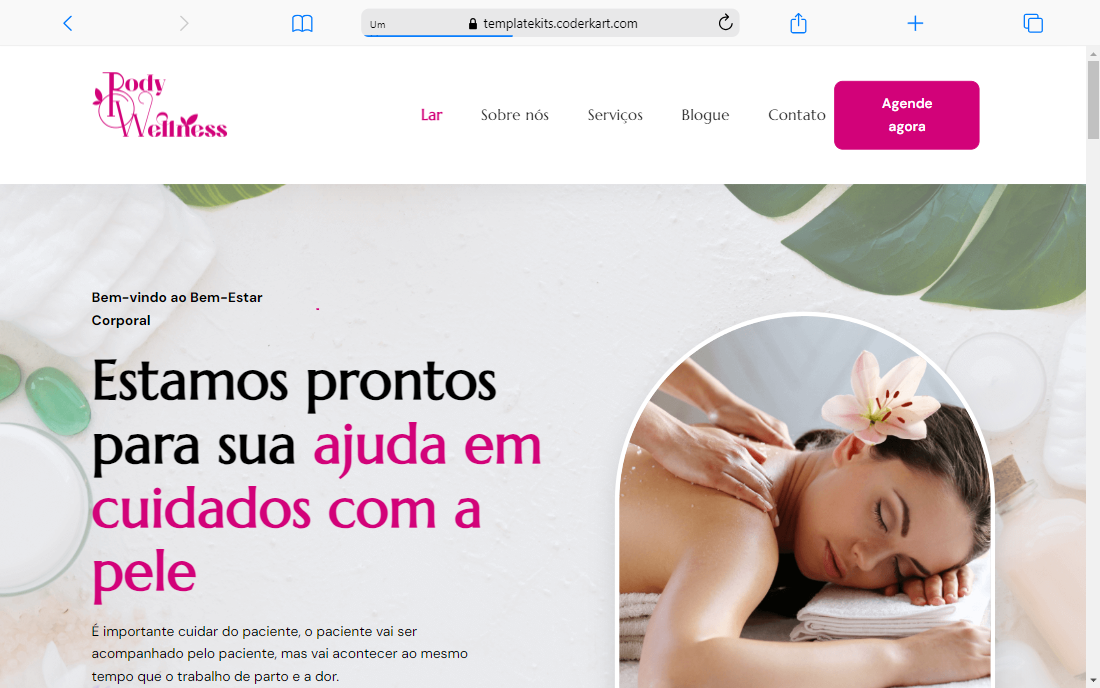 Um
templatekits.coderkart.com
Body
Wellness
Lar
Sobre nós
Serviços
Blogue
Contato
Agende
agora
Bem-vindo ao Bem-Estar
Corporal
Estamos prontos
para sua ajuda em
cuidados com a
pele
É importante cuidar do paciente, o paciente vai ser
acompanhado pelo paciente, mas vai acontecer ao mesmo
tempo que o trabalho de parto e a dor.